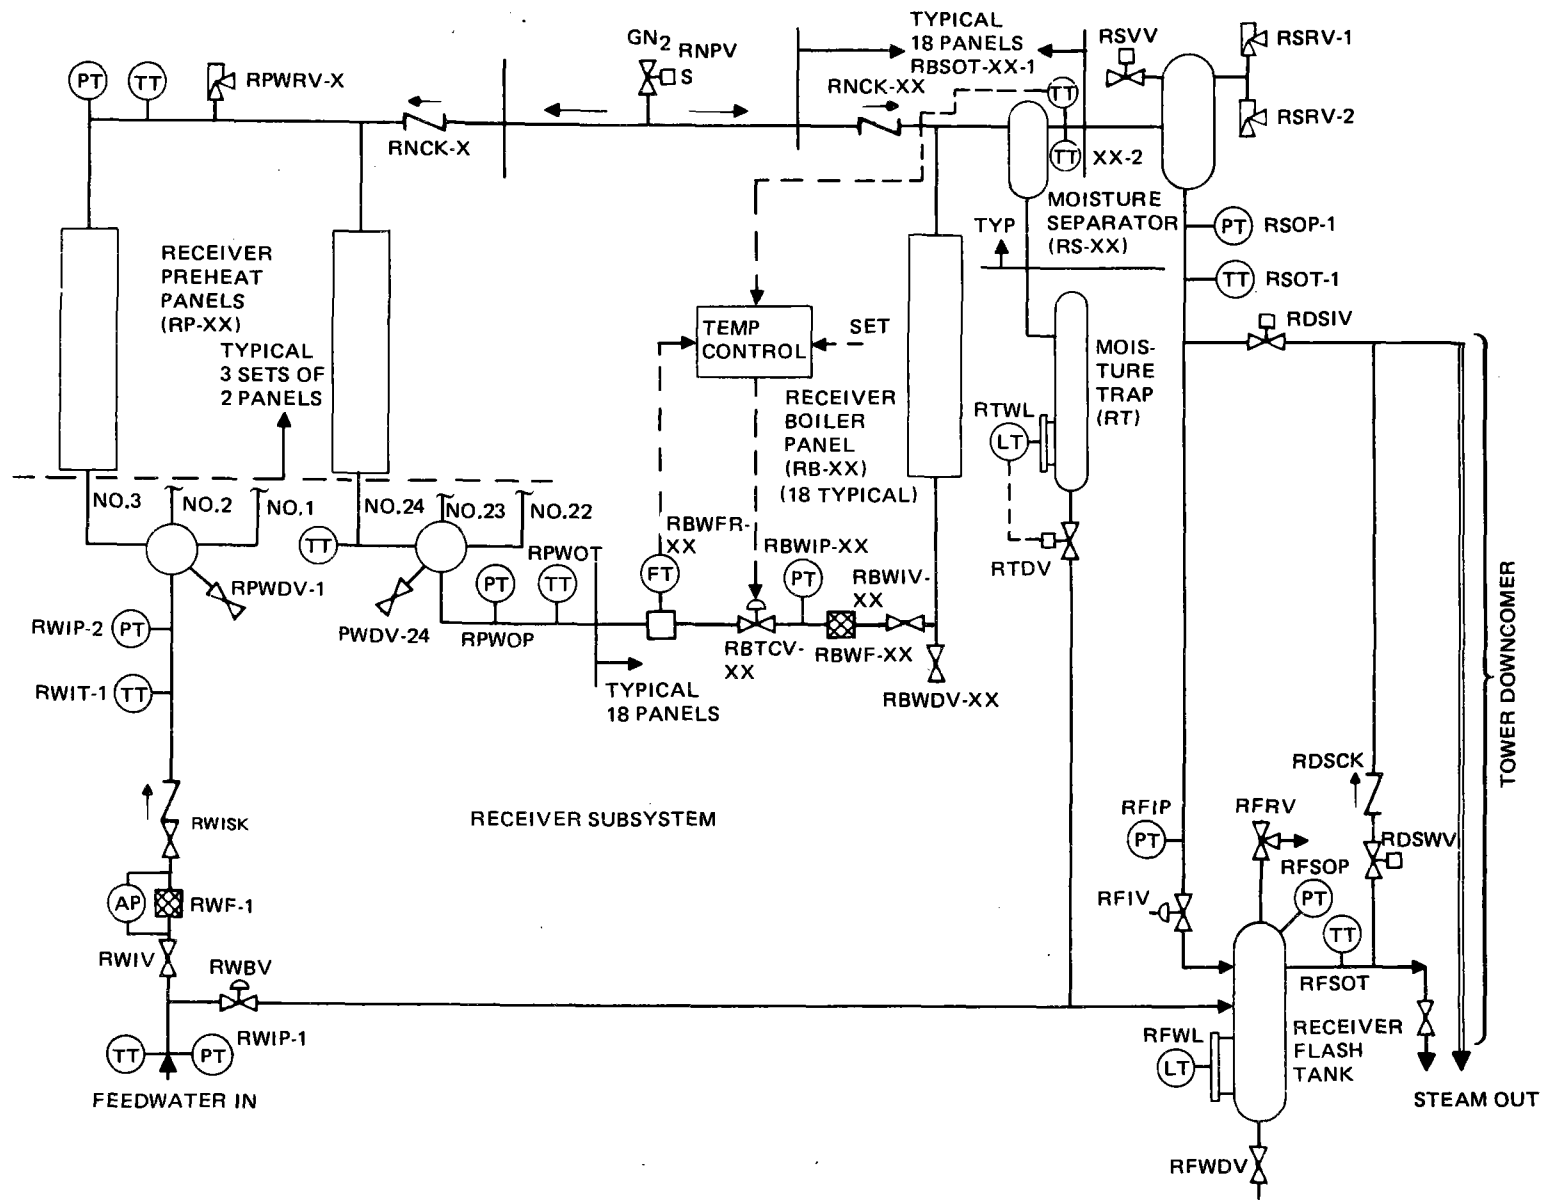 TYPICAL
18 PANELS
RBSOT-XX-1
GN2
RNPV
S
RSVV
RSRV-1
PT
TT
RPWRV-X
RNCK-XX
TT
RSRV-2
RNCK-X
TT
XX-2
MOISTURE
SEPARATOR
(RS-XX)
TYP
PT
RSOP-1
TT
RSOT-1
RECEIVER
PREHEAT
PANELS
(RP-XX)
TYPICAL
3 SETS OF
2 PANELS
TEMP
CONTROL
SET
RDSIV
MOIS-
TURE
TRAP
(RT)
RECEIVER
BOILER
PANEL
(RB-XX)
(18 TYPICAL)
RTWL
LT
NO.3
NO.2
NO.1
NO.24
NO.23
NO.22
TT
RPWOT
RBWFR-
XX
FT
RBWIP-XX
PT
RBWIV-
XX
RTDV
RPWDV-1
PT
TT
PWDV-24
RPWOP
RBTCV-
XX
RBWF-XX
RBWDV-XX
TYPICAL
18 PANELS
RWIP-2
PT
RWIT-1
TT
TOWER DOWNCOMER
RWISK
RECEIVER SUBSYSTEM
RDSCK
RFIP
PT
RFRV
RDSWV
RFSOP
PT
AP
RWF-1
RFIV
TT
RWIV
RWBV
RFSOT
RWIP-1
TT
PT
RFWL
LT
RECEIVER
FLASH
TANK
FEEDWATER IN
STEAM OUT
RFWDV